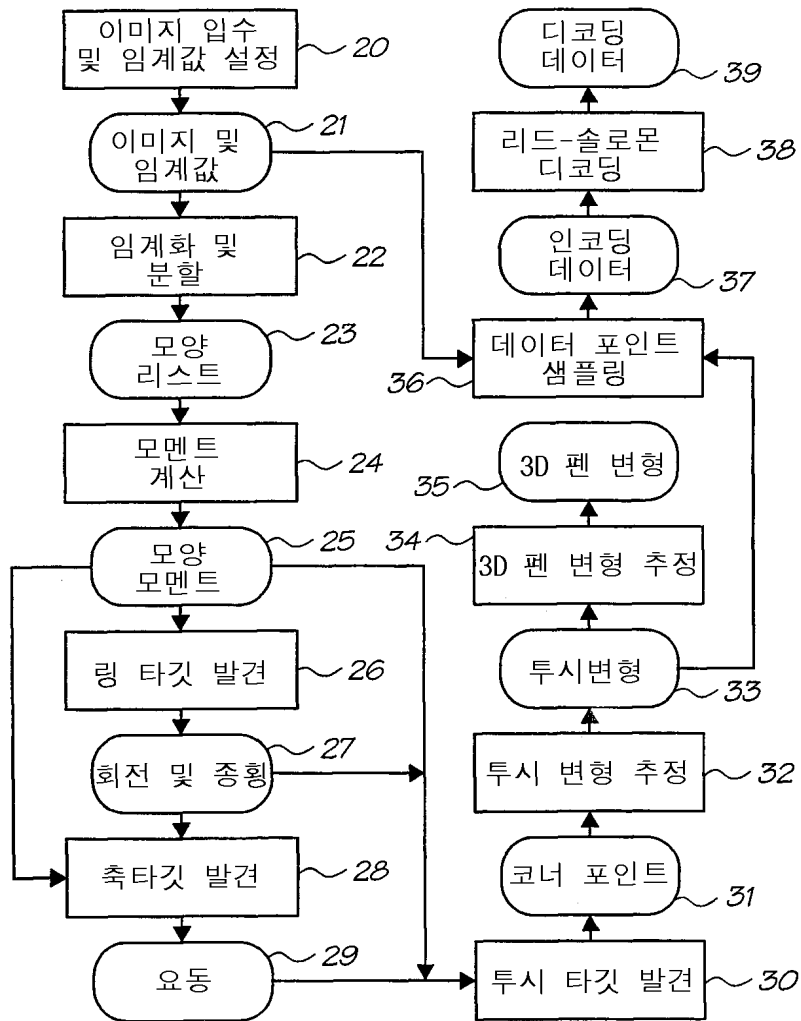 이미지 입수
및 임계값 설정
20
이미지 및
임계값
21
임계화 및
분할
22
모양
리스트
23
모멘트
계산
24
모양
모멘트
25
링 타깃 발견
26
회전 및 종횡
27
축타깃 발견
28
요동
29
투시 타깃 발견
30
코너 포인트
31
투시 변형 추정
32
투시변형
33
3D 펜 변형 추정
34
3D 펜 변형
35
데이터 포인트
샘플링
36
인코딩
데이터
37
리드-솔로몬
디코딩
38
디코딩
데이터
39